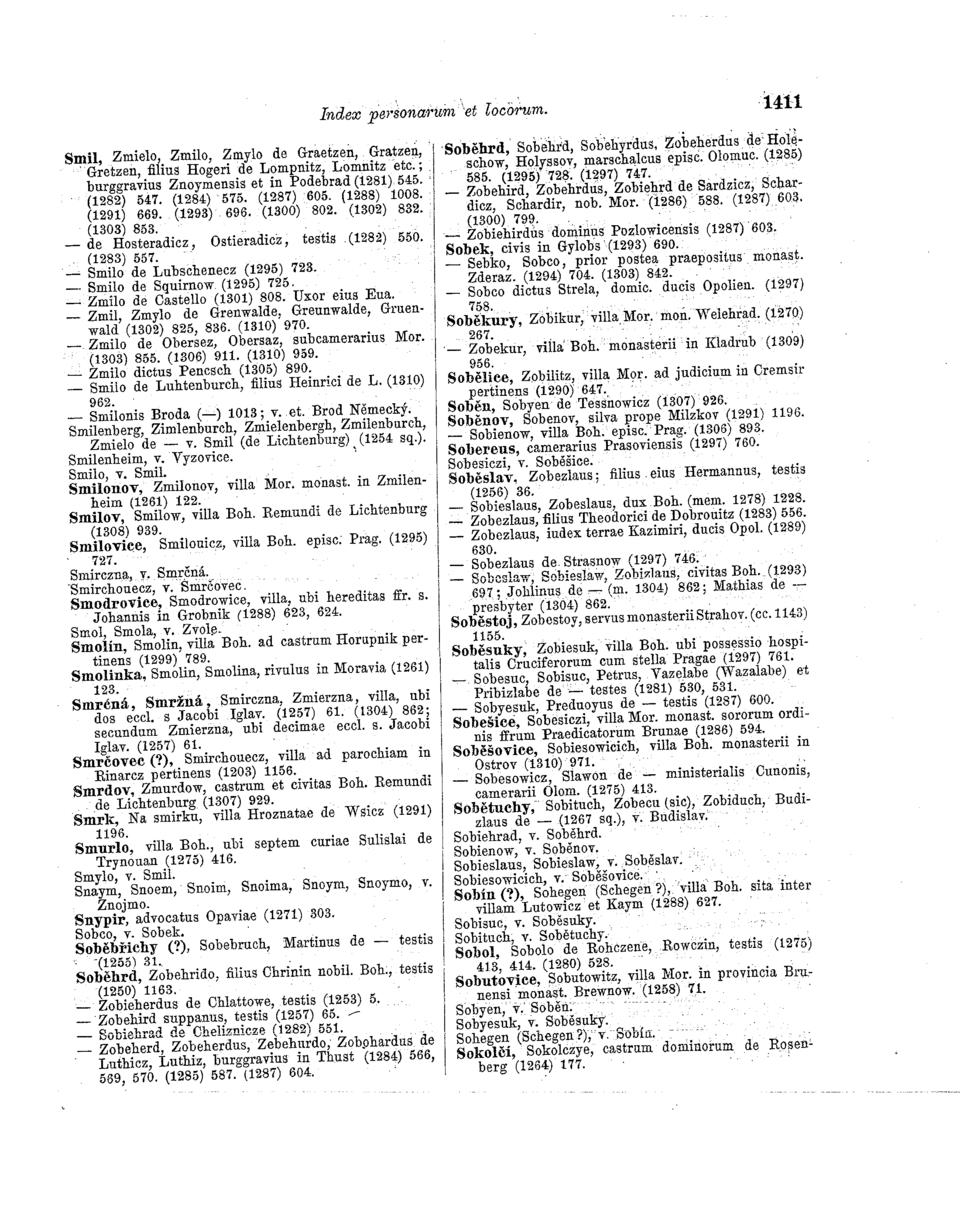 Index personarum et locorum.
1411
Smil, Zmielo, Zmilo, Zmylo de Graetzen, Gratzen,
Gretzen, filius Hogeri de Lompnitz, Lomnitz etc.;
burggravius Znoymensis et in Podebrad (1281) 545.
(1282) 547. (1284) 575. (1287) 605. (1288) 1008.
(1291) 669. (1293) 696. (1300) 802. (1302) 832.
(1303) 853.
— de Hosteradicz, Ostieradicz, testis (1282) 550.
(1283) 557.
— Smilo de Lubschenecz (1295) 723.
— Smilo de Squirnow (1295) 725.
— Zmilo de Castello (1301) 808. Uxor eius Eua.
— Zmil, Zmylo de Grenwalde, Greunwalde, Gruen-
wald (1302) 825, 836. (1310) 970.
— Zmilo de Obersez, Obersaz, subcamerarius Mor.
(1303) 855. (1306) 911. (1310) 959.
— Zmilo dictus Pencsch (1305) 890.
— Smilo de Luhtenburch, filius Heinrici de L. (1310)
962.
— Smilonis Broda (—) 1013; v. et. Brod Německý.
Smilenberg, Zimlenburch, Zmielenbergh, Zmilenburch,
Zmielo de — v. Smil (de Lichtenburg) (1254 sq.).
Smilenheim, v. Vyzovice.
Smilo, v. Smil.
Smilonov, Zmilonov, villa Mor. monast. in Zmilen-
heim (1261) 122.
Smilov, Smilow, villa Boh. Remundi de Lichtenburg
(1308) 939.
Smilovice, Smilouicz, villa Boh. episc. Prag. (1295)
727.
Smirczna, v. Smrčná.
Smirchouecz, v. Smrčovec.
Smodrovice, Smodrowice, villa, ubi hereditas ffr. s.
Johannis in Grobnik (1288) 623, 624.
Smol, Smola, v. Zvole.
Smolín, Smolin, villa Boh. ad castrum Horupnik per-
tinens (1299) 789.
Smolinka, Smolin, Smolina, rivulus in Moravia (1261)
123.
Smrčná, Smržná, Smirczna, Zmierzna, villa, ubi
dos eccl. s Jacobi Iglav. (1257) 61. (1304) 862;
secundum Zmierzna, ubi decimae eccl. s. Jacobi
Iglav. (1257) 61.
Smrčovec (?), Smirchouecz, villa ad parochiam in
Rinarcz pertinens (1203) 1156.
Smrdov, Zmurdow, castrum et civitas Boh. Remundi
de Lichtenburg (1307) 929.
Smrk, Na smirku, villa Hroznatae de Wsicz (1291)
1196.
Smurlo, villa Boh., ubi septem curiae Sulislai de
Trynouan (1275) 416.
Smylo, v. Smil.
Snaym, Snoem, Snoim, Snoima, Snoym, Snoymo, v.
Znojmo.
Snypir, advocatus Opaviae (1271) 303.
Sobco, v. Sobek.
Soběbřichy (?), Sobebruch, Martinus de — testis
(1255) 31.
Soběhrd, Zobehrido, filius Chrinin nobil. Boh., testis
(1250) 1163.
— Zobieherdus de Chlattowe, testis (1253) 5.
— Zobehird suppanus, testis (1257) 65.
— Sobiehrad de Cheliznicze (1282) 551.
— Zobeherd, Zobeherdus, Zebehurdo, Zobohardus de
Luthicz, Luthiz, burggravius in Thust (1284) 566,
569, 570. (1285) 587. (1287) 604.
Soběhrd, Sobehrd, Sobehyrdus, Zobeherdus de Hole-
schow, Holyssov, marschalcus episc. Olomuc. (1285)
585. (1295) 728. (1297) 747.
— Zobehird, Zobehrdus, Zobiehrd de Sardzicz, Schar-
dicz, Schardir, nob. Mor. (1286) 588. (1287) 603.
(1300) 799.
— Zobiehirdus dominus Pozlowicensis (1287) 603.
Sobek, civis in Gylobs (1293) 690.
— Sebko, Sobco, prior postea praepositus monast.
Zderaz. (1294) 704. (1303) 842.
— Sobco dictus Strela, domic. ducis Opolien. (1297)
758.
Soběkury, Zobikur, villa Mor. mon. Welehrad. (1270)
267.
— Zobekur, villa Boh. monasterii in Kladrub (1309)
956.
Sobělice, Zobilitz, villa Mor. ad judicium in Cremsir
pertinens (1290) 647.
Soběn, Sobyen de Tessnowicz (1307) 926.
Soběnov, Sobenov, silva prope Milzkov (1291) 1196.
— Sobienow, villa Boh. episc. Prag. (1306) 893.
Sobereus, camerarius Prasoviensis (1297) 760.
Sobesiczi, v. Soběšice.
Soběslav, Zobezlaus; filius eius Hermannus, testis
(1256) 36.
— Sobieslaus, Zobeslaus, dux Boh. (mem. 1278) 1228.
— Zobezlaus, filius Theodorici de Dobrouitz (1283) 556.
— Zobezlaus, iudex terrae Kazimiri, ducis Opol. (1289)
630.
— Sobezlaus de Strasnow (1297) 746.
— Sobeslaw, Sobieslaw, Zobizlaus, civitas Boh. (1293)
697; Johlinus de — (m. 1304) 862; Mathias de —
presbyter (1304) 862.
Soběstoj, Zobestoy, servus monasterii Strahov. (cc. 1143)
1155.
Soběsuky, Zobiesuk, villa Boh. ubi possessio hospi-
talis Cruciferorum cum stella Pragae (1297) 761.
— Sobesuc, Sobisuc, Petrus, Vazelabe (Wazalabe) et
Pribizlabe de — testes (1281) 530, 531.
— Sobyesuk, Preduoyus de — testis (1287) 600.
Soběšice, Sobesiczi, villa Mor. monast. sororum ordi-
nis ffrum Praedicatorum Brunae (1286) 594.
Soběšovice, Sobiesowicich, villa Boh. monasterii in
Ostrov (1310) 971.
— Sobesowicz, Slawon de — ministerialis Cunonis,
camerarii Olom. (1275) 413.
Sobětuchy, Sobituch, Zobecu (sic), Zobiduch, Budi-
zlaus de — (1267 sq.), v. Budislav.
Sobiehrad, v. Soběhrd.
Sobienow, v. Soběnov.
Sobieslaus, Sobieslaw, v. Soběslav.
Sobiesowicich, v. Soběšovice.
Sobín (?), Sohegen (Schegen ?), villa Boh. sita inter
villam Lutowicz et Kaym (1288) 627.
Sobisuc, v. Soběsuky.
Sobituch, v. Sobětuchy.
Sobol, Sobolo de Rohczene, Rowczin, testis (1275)
413, 414. (1280) 528.
Sobutovice, Sobutowitz, villa Mor. in provincia Bru-
nensi monast. Brewnow. (1258) 71.
Sobyen, v. Soběn.
Sobyesuk, v. Soběsuky.
Sohegen (Schegen ?), v. Sobín.
Sokolčí, Sokolczye, castrum dominorum de Rosen-
berg (1264) 177.